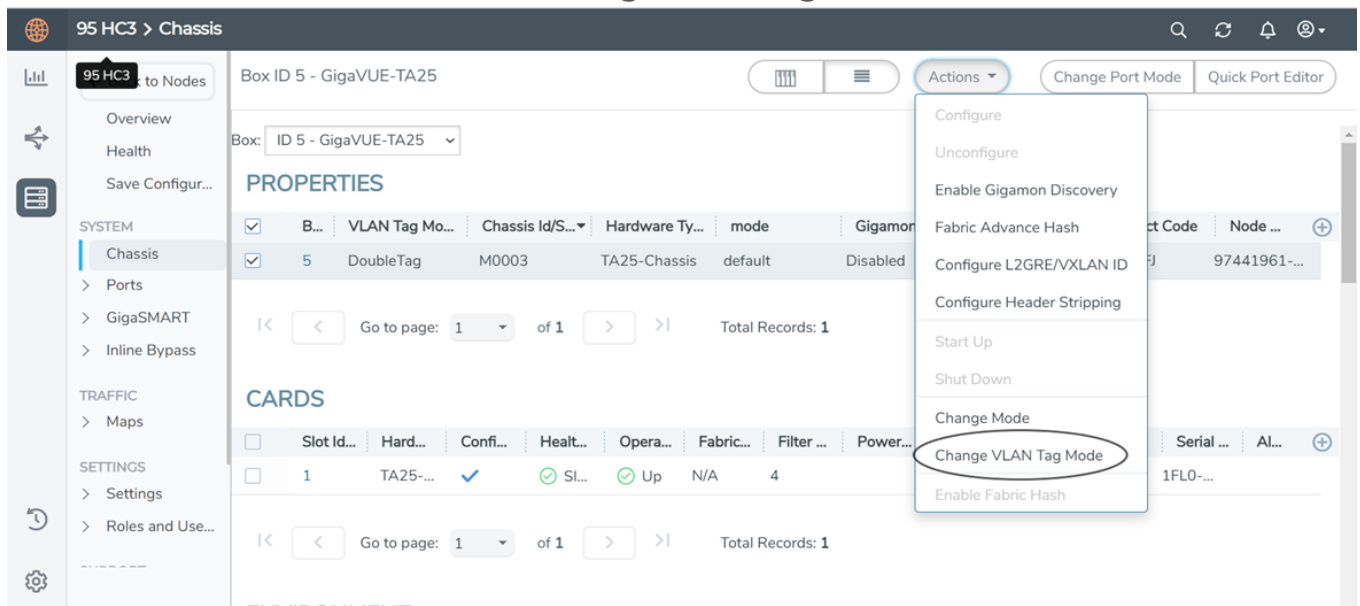 95 HC3 > Chassis
95 HC3
to Nodes
Overview
Health
Save Configur...
SYSTEM
Chassis
Ports
GigaSMART
Inline Bypass
TRAFFIC
Maps
SETTINGS
Settings
Roles and Use...
Box ID 5 - GigaVUE-TA25
Actions
Change Port Mode
Quick Port Editor
Box: ID 5 - GigaVUE-TA25
PROPERTIES
B... VLAN Tag Mo... Chassis Id/S... Hardware Ty... mode Gigamon ct Code Node ...
5 DoubleTag M0003 TA25-Chassis default Disabled 97441961-...
Go to page: 1 of 1 Total Records: 1
CARDS
Slot Id... Hard... Confi... Healt... Opera... Fabric... Filter ... Power... Serial ... Al...
1 TA25-... Sl... Up N/A 4 1FL0-...
Go to page: 1 of 1 Total Records: 1
Configure
Unconfigure
Enable Gigamon Discovery
Fabric Advance Hash
Configure L2GRE/VXLAN ID
Configure Header Stripping
Start Up
Shut Down
Change Mode
Change VLAN Tag Mode
Enable Fabric Hash